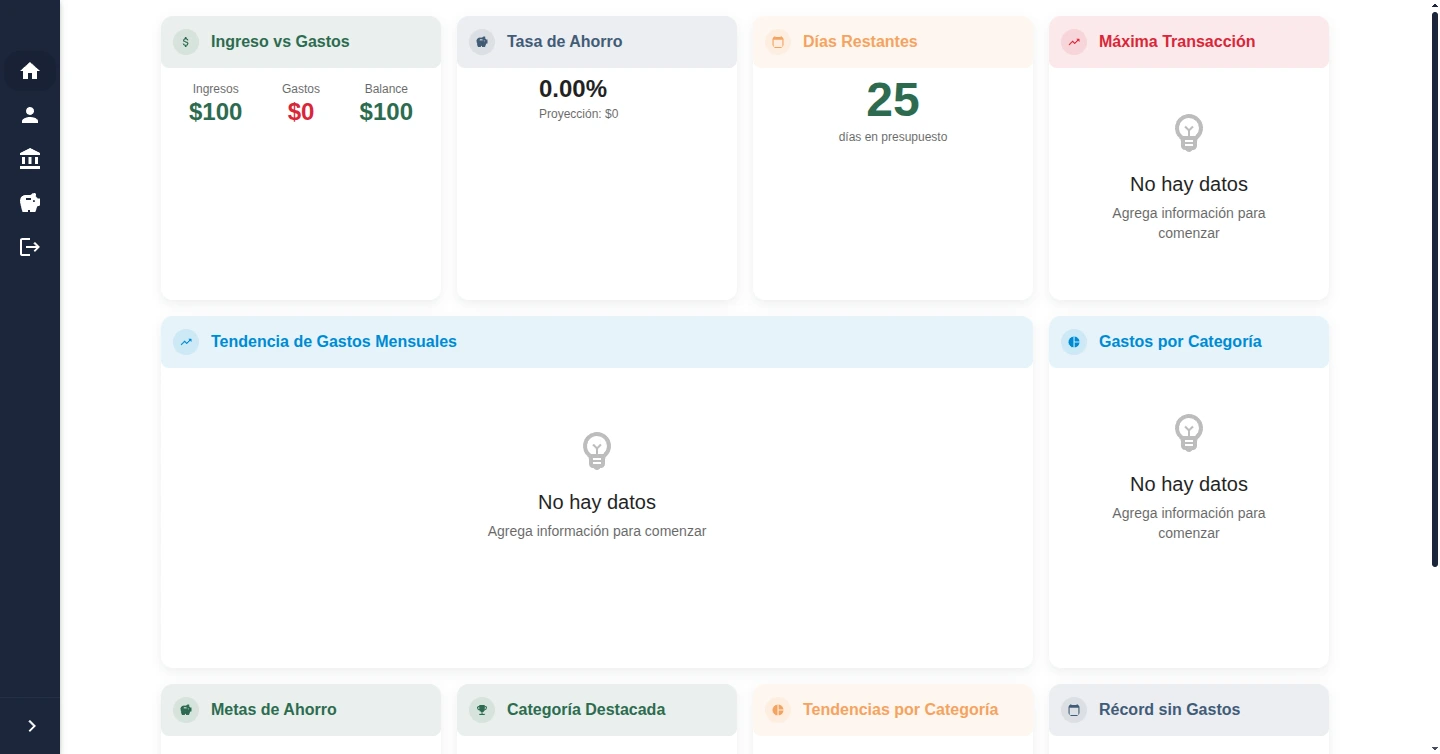 Ingreso vs Gastos
Ingresos
$100
Gastos
$0
Balance
$100
Tasa de Ahorro
0.00%
Proyección: $0
Días Restantes
25
días en presupuesto
Máxima Transacción
No hay datos
Agrega información para
comenzar
Tendencia de Gastos Mensuales
No hay datos
Agrega información para comenzar
Gastos por Categoría
No hay datos
Agrega información para
comenzar
Metas de Ahorro
Categoría Destacada
Tendencias por Categoría
Récord sin Gastos